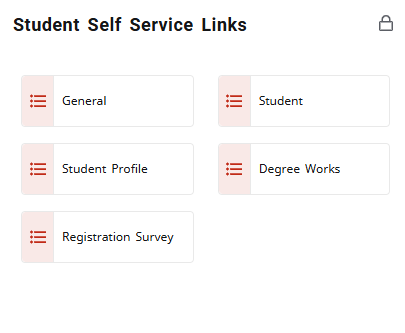 Student Self Service Links
General
Student
Student Profile
Degree Works
Registration Survey